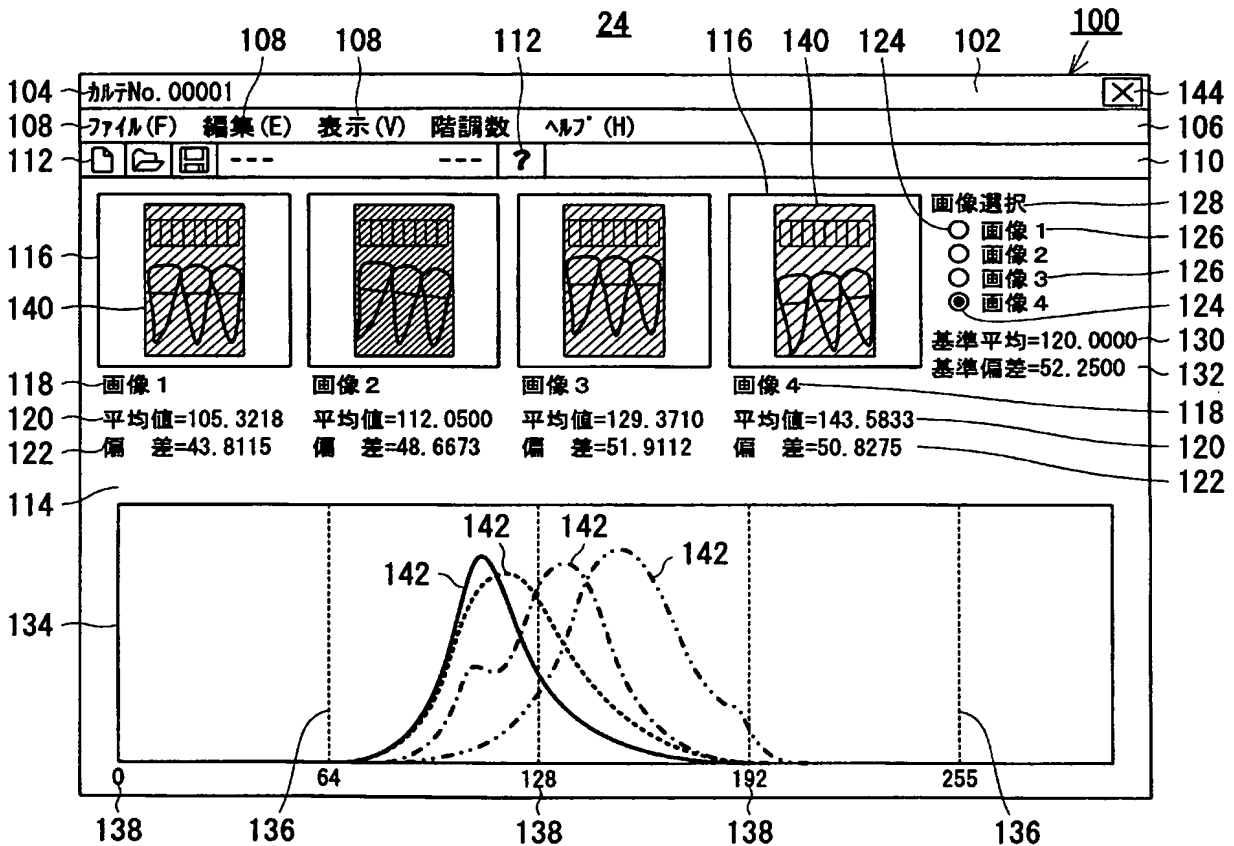 24
100
108 108 112 116 140 124 102
104 カルテNo. 00001 144
108 ファイル(F) 編集(E) 表示(V) 階調数 ヘルプ(H) 106
112 --- --- ? 110
画像選択 128
画像1 126
116 画像2
画像3 126
140 画像4 124
基準平均=120.0000 130
基準偏差=52.2500 132
118 画像1 画像2 画像3 画像4 118
120 平均値=105.3218 平均値=112.0500 平均値=129.3710 平均値=143.5833 120
122 偏 差=43.8115 偏 差=48.6673 偏 差=51.9112 偏 差=50.8275 122
114
142 142
142 142
134
0 64 128 192 255
138 136 138 138 136